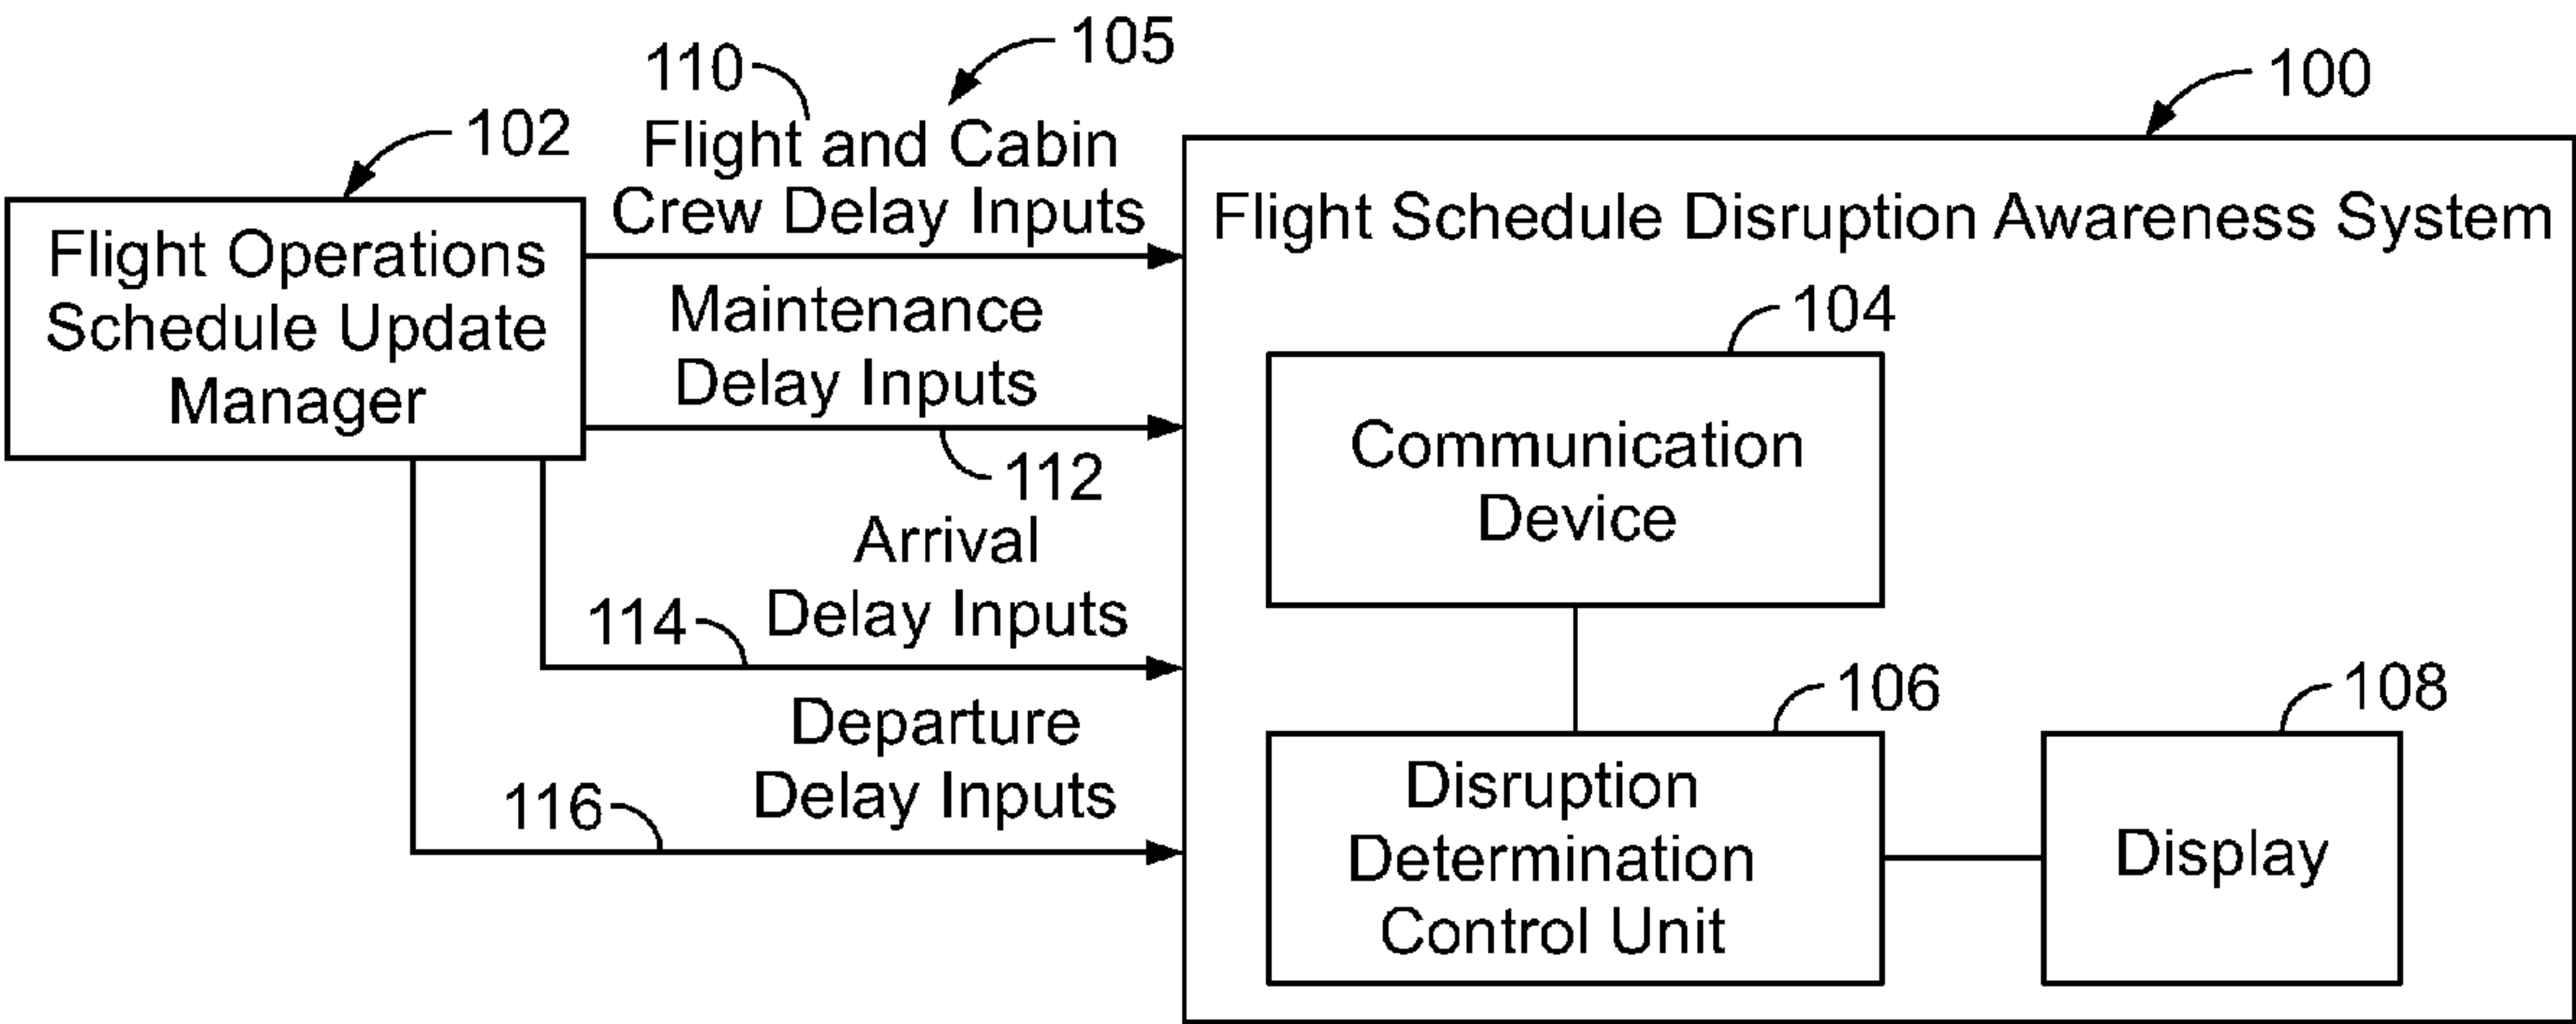 105
110
100
102
Flight and Cabin
Crew Delay Inputs
Flight Schedule Disruption Awareness System
Flight Operations
Schedule Update
Manager
Maintenance
Delay Inputs
112
104
Communication
Device
Arrival
Delay Inputs
114
Departure
Delay Inputs
116
106
Disruption
Determination
Control Unit
108
Display